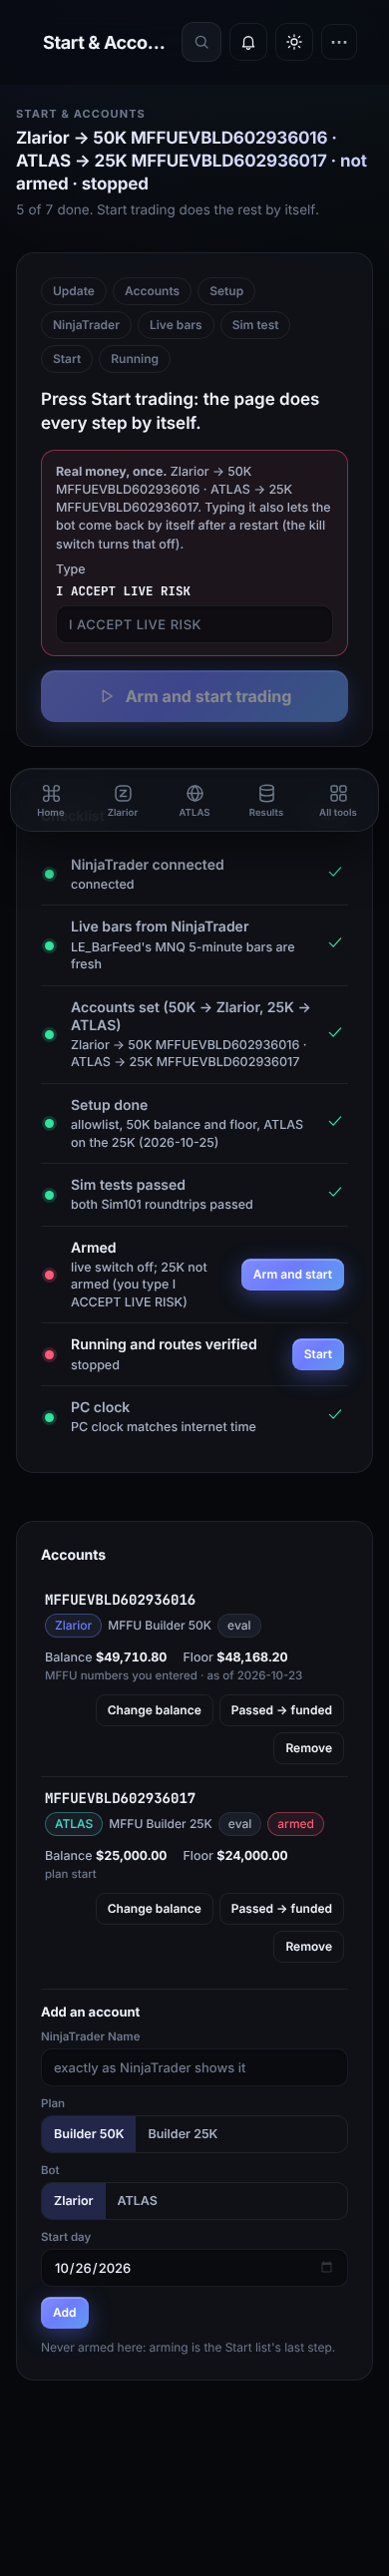 Start & Acco...
START & ACCOUNTS
Zlarior → 50K MFFUEVBLD602936016 ·
ATLAS → 25K MFFUEVBLD602936017 · not
armed · stopped
5 of 7 done. Start trading does the rest by itself.
Update Accounts Setup
NinjaTrader Live bars Sim test
Start Running
Press Start trading: the page does
every step by itself.
Real money, once. Zlarior → 50K
MFFUEVBLD602936016 · ATLAS → 25K
MFFUEVBLD602936017. Typing it also lets the
bot come back by itself after a restart (the kill
switch turns that off).
Type
I ACCEPT LIVE RISK
I ACCEPT LIVE RISK
Arm and start trading
Checklist
Home Zlarior ATLAS Results All tools
NinjaTrader connected
connected
Live bars from NinjaTrader
LE_BarFeed's MNQ 5-minute bars are
fresh
Accounts set (50K → Zlarior, 25K →
ATLAS)
Zlarior → 50K MFFUEVBLD602936016 ·
ATLAS → 25K MFFUEVBLD602936017
Setup done
allowlist, 50K balance and floor, ATLAS
on the 25K (2026-10-25)
Sim tests passed
both Sim101 roundtrips passed
Armed
live switch off; 25K not
armed (you type I
ACCEPT LIVE RISK)
Arm and start
Running and routes verified
stopped
Start
PC clock
PC clock matches internet time
Accounts
MFFUEVBLD602936016
Zlarior MFFU Builder 50K eval
Balance $49,710.80 Floor $48,168.20
MFFU numbers you entered · as of 2026-10-23
Change balance Passed → funded
Remove
MFFUEVBLD602936017
ATLAS MFFU Builder 25K eval armed
Balance $25,000.00 Floor $24,000.00
plan start
Change balance Passed → funded
Remove
Add an account
NinjaTrader Name
exactly as NinjaTrader shows it
Plan
Builder 50K Builder 25K
Bot
Zlarior ATLAS
Start day
10/26/2026
Add
Never armed here: arming is the Start list's last step.